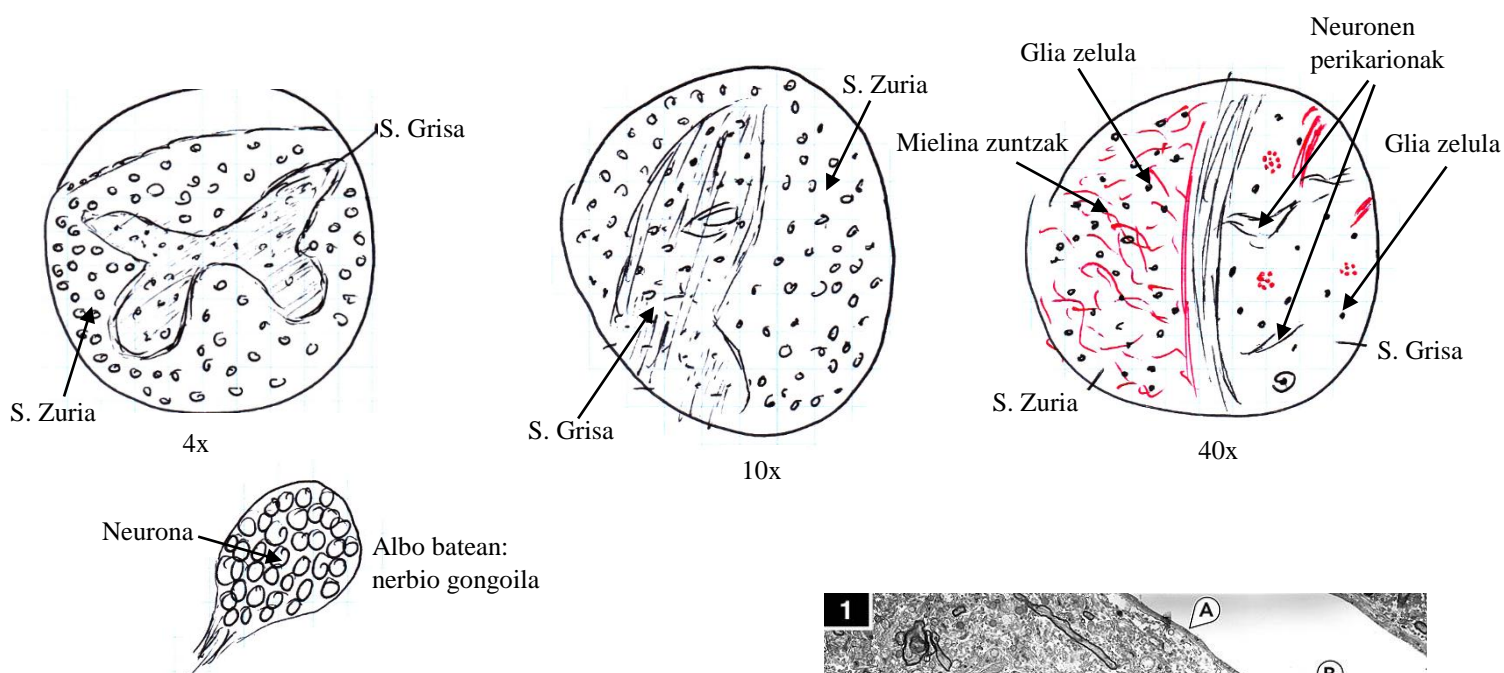 S. Grisa
S. Zuria
4x
S. Zuria
S. Grisa
10x
Neuronen
perikarionak
Glia zelula
Mielina zuntzak
Glia zelula
S. Grisa
S. Zuria
40x
Neurona
Albo batean:
nerbio gongoila
1
A
B